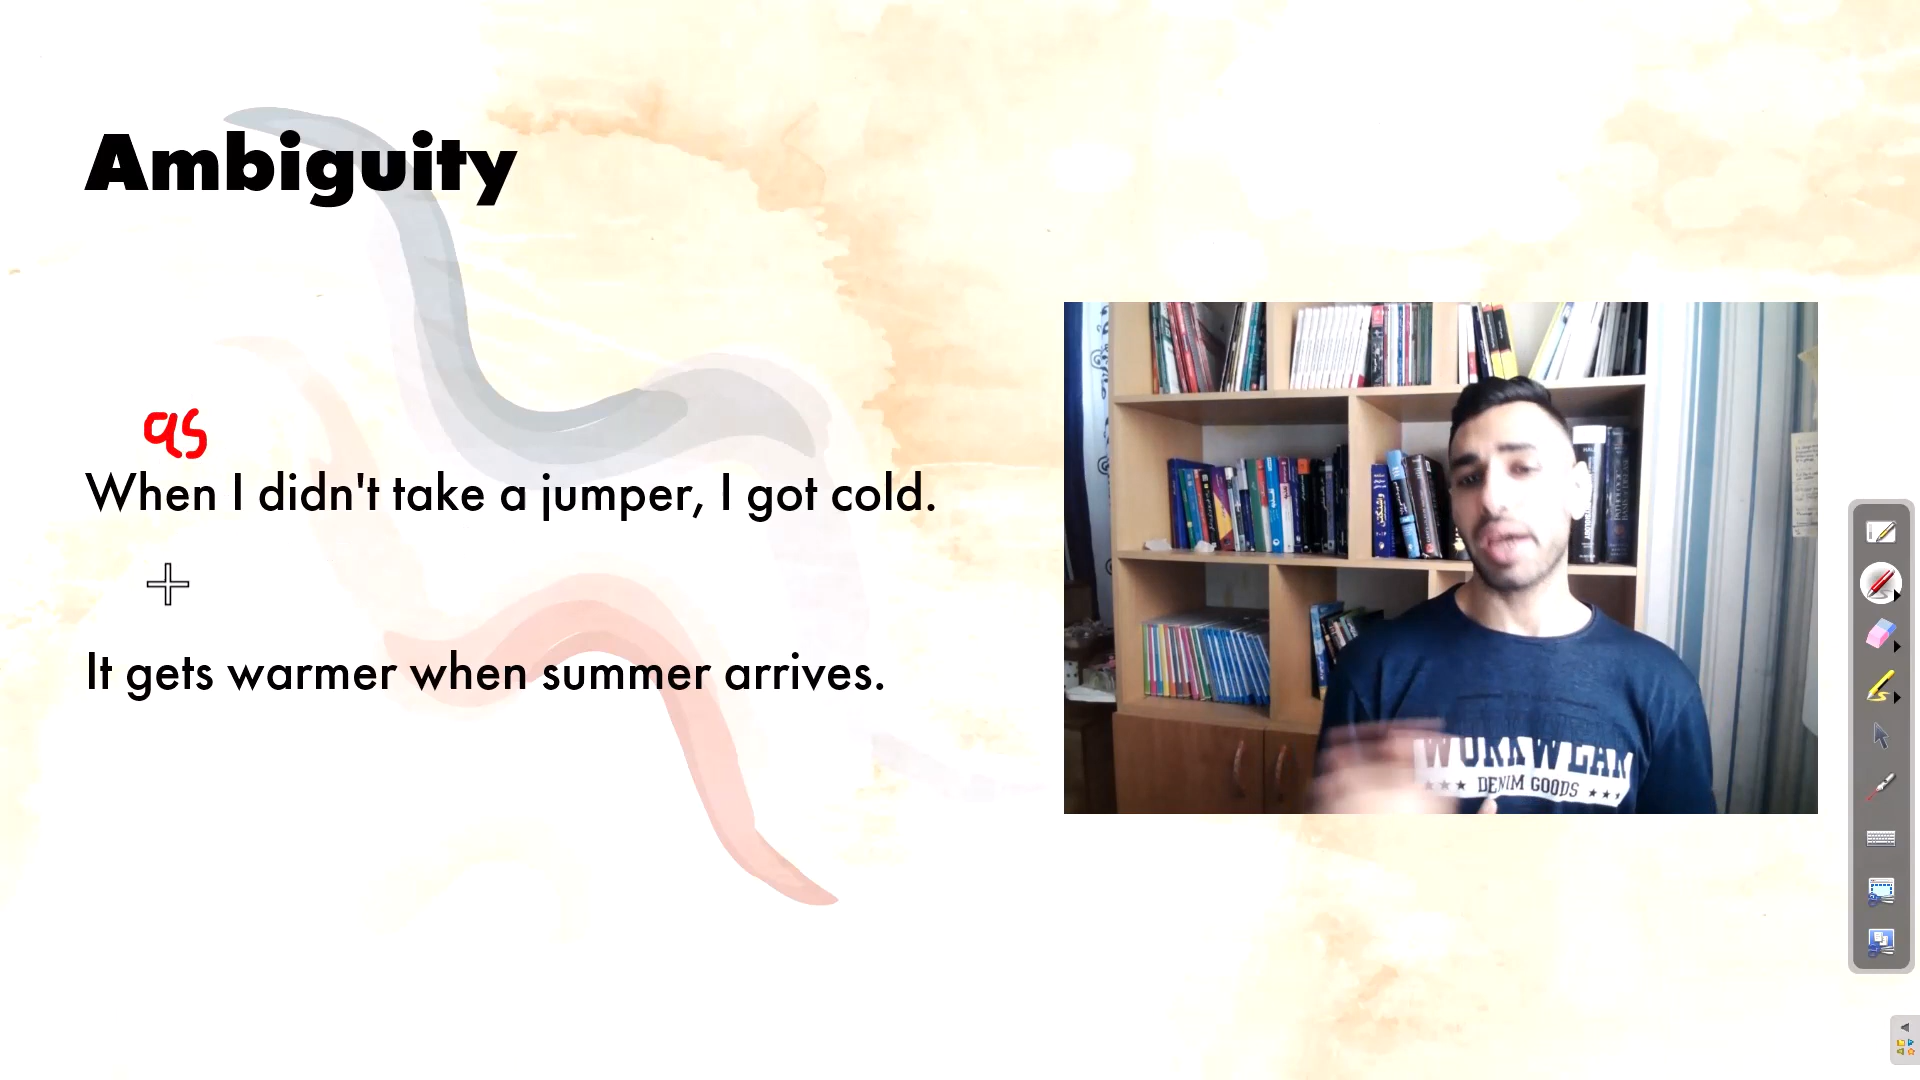 Ambiguity
as
When I didn't take a jumper, I got cold.
It gets warmer when summer arrives.
WORKWEAR
DENIM GOODS